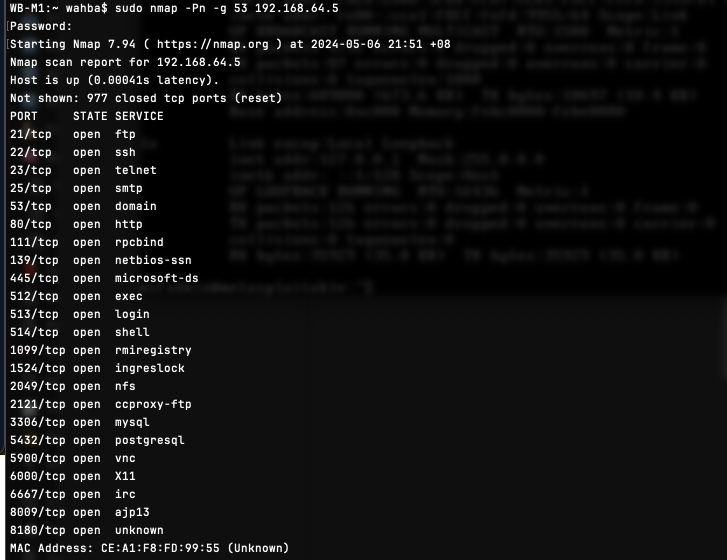 WB-M1:~ wahba$ sudo nmap -Pn -g 53 192.168.64.5
Password:
Starting Nmap 7.94 ( https://nmap.org ) at 2024-05-06 21:51 +08
Nmap scan report for 192.168.64.5
Host is up (0.00041s latency).
Not shown: 977 closed tcp ports (reset)
PORT     STATE SERVICE
21/tcp   open  ftp
22/tcp   open  ssh
23/tcp   open  telnet
25/tcp   open  smtp
53/tcp   open  domain
80/tcp   open  http
111/tcp  open  rpcbind
139/tcp  open  netbios-ssn
445/tcp  open  microsoft-ds
512/tcp  open  exec
513/tcp  open  login
514/tcp  open  shell
1099/tcp open  rmiregistry
1524/tcp open  ingreslock
2049/tcp open  nfs
2121/tcp open  ccproxy-ftp
3306/tcp open  mysql
5432/tcp open  postgresql
5900/tcp open  vnc
6000/tcp open  X11
6667/tcp open  irc
8009/tcp open  ajp13
8180/tcp open  unknown
MAC Address: CE:A1:F8:FD:99:55 (Unknown)